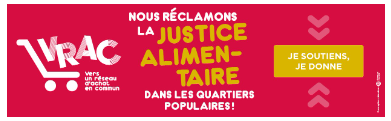 VRAC
vers
un réseau
d'achat
en commun
NOUS RÉCLAMONS
LA JUSTICE
ALIMEN-
TAIRE
DANS LES QUARTIERS
POPULAIRES!
JE SOUTIENS,
JE DONNE